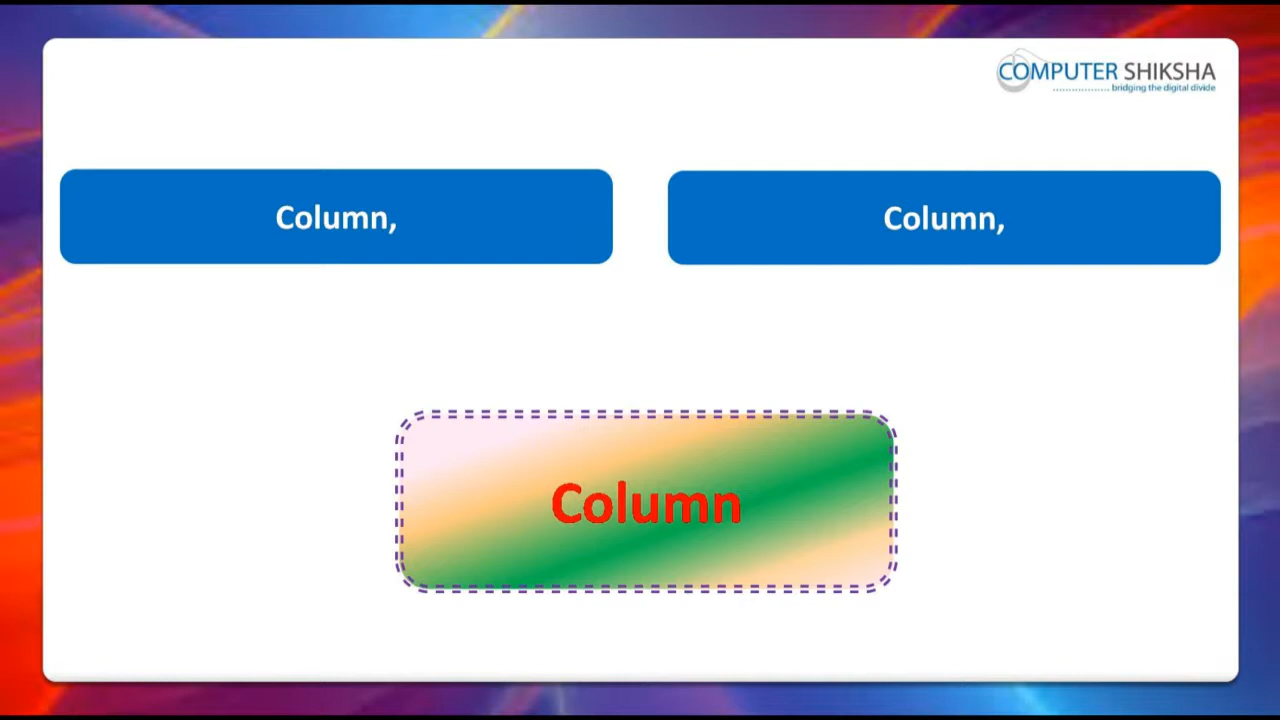 COMPUTER SHIKSHA
bridging the digital divide
Column,
Column,
Column